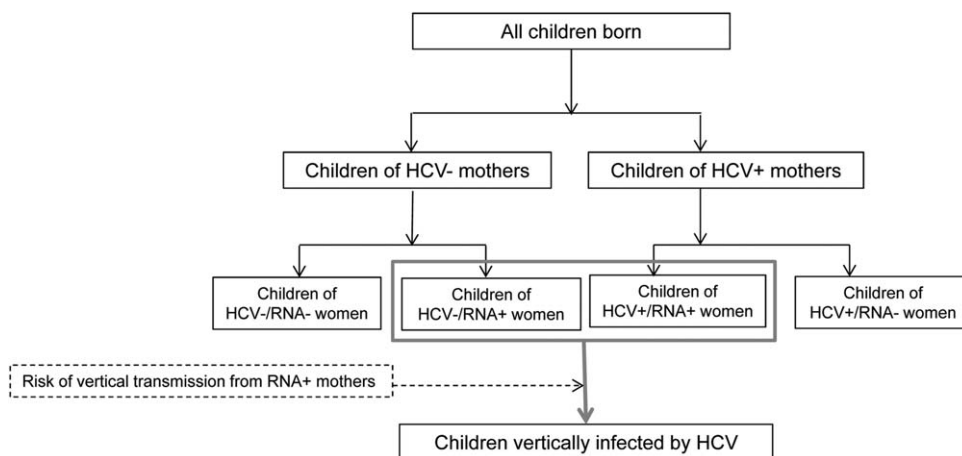 All children born
Children of HCV- mothers
Children of HCV+ mothers
Children of
HCV-/RNA- women
Children of
HCV-/RNA+ women
Children of
HCV+/RNA+ women
Children of
HCV+/RNA- women
Risk of vertical transmission from RNA+ mothers
Children vertically infected by HCV